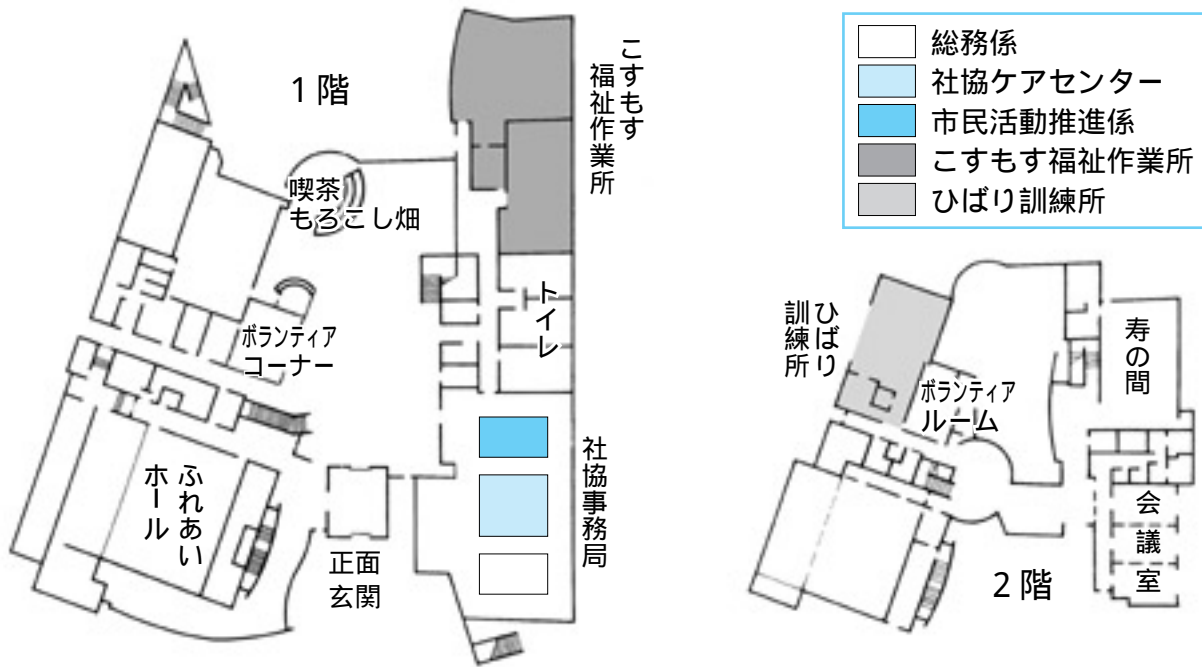 1階
こすもす
福祉作業所
喫茶
もろこし畑
トイレ
ボランティア
コーナー
ふれあい
ホール
正面
玄関
社協事務局
総務係
社協ケアセンター
市民活動推進係
こすもす福祉作業所
ひばり訓練所
ひばり
訓練所
ボランティア
ルーム
寿の間
会議室
2階